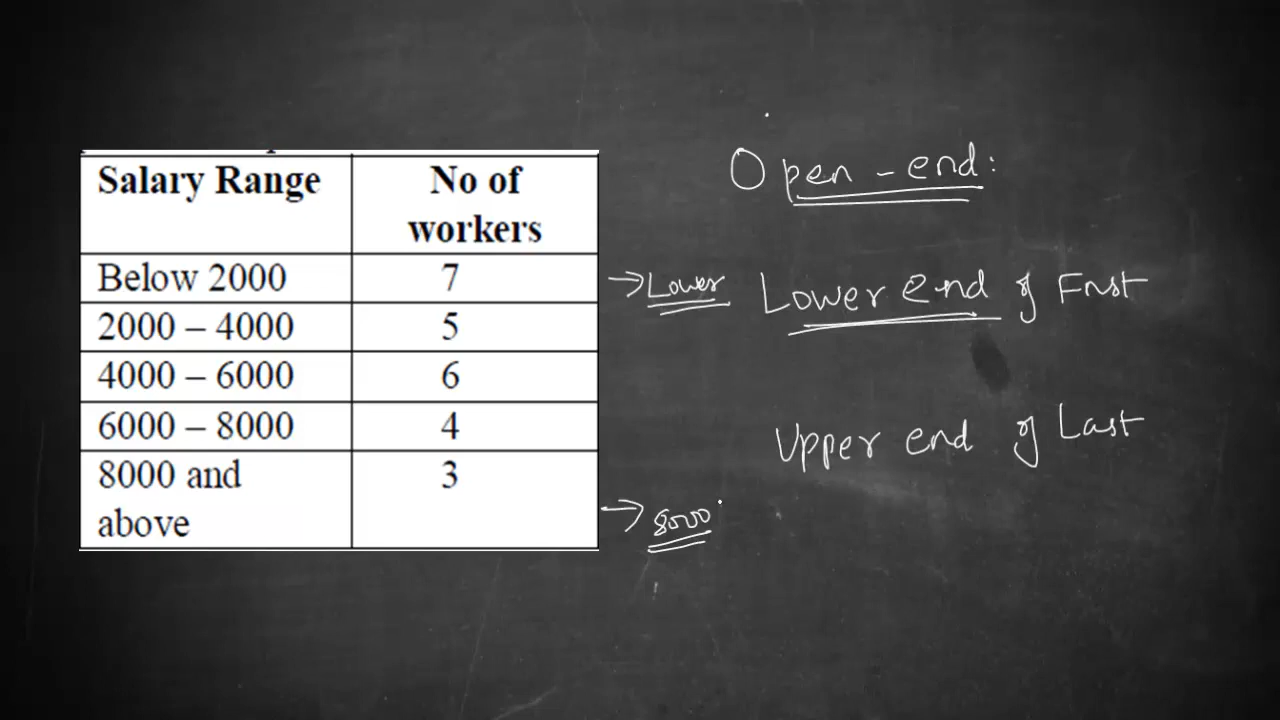 Salary Range No of workers
Below 2000 7
2000 – 4000 5
4000 – 6000 6
6000 – 8000 4
8000 and above 3
Open - end:
→ Lower
Lower end of First
Upper end of Last
→ 8000